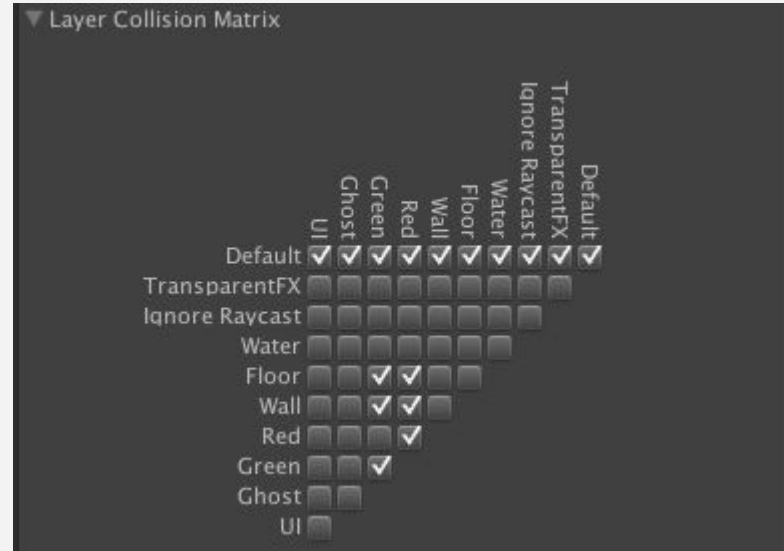 Layer Collision Matrix
UI
Ghost
Green
Red
Wall
Floor
Water
Ignore Raycast
TransparentFX
Default
Default
TransparentFX
Ignore Raycast
Water
Floor
Wall
Red
Green
Ghost
UI